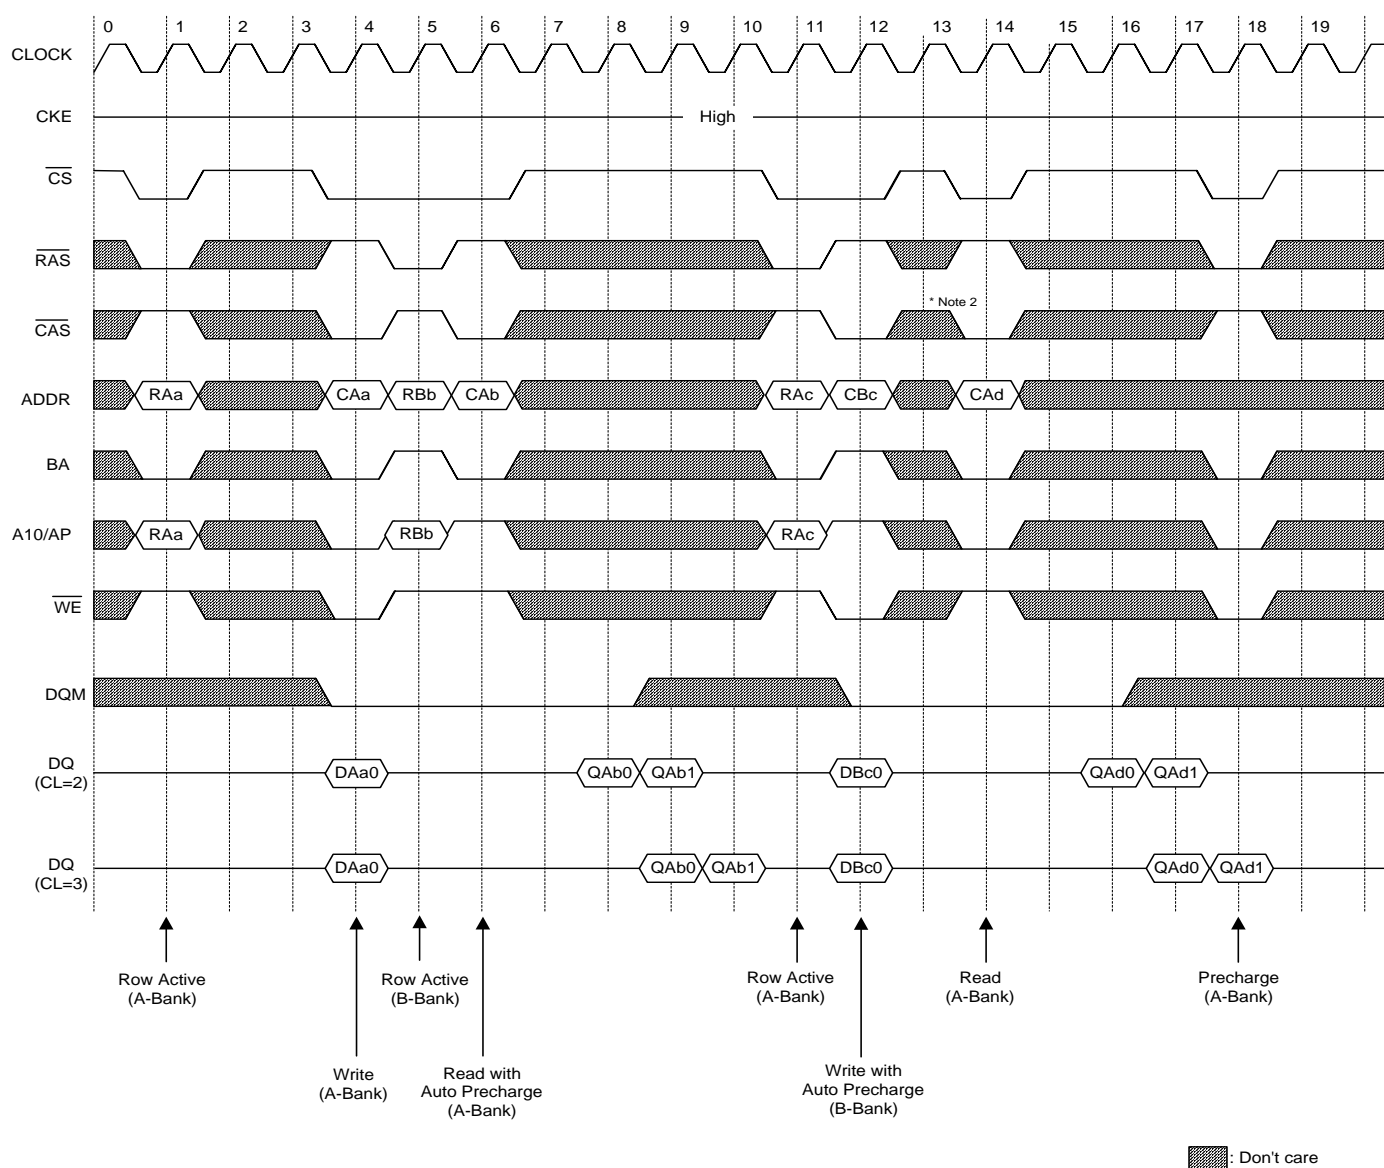 0 1 2 3 4 5 6 7 8 9 10 11 12 13 14 15 16 17 18 19
CLOCK
CKE High
CS
RAS
* Note 2
CAS
ADDR RAa CAa RBb CAb RAc CBc CAd
BA
A10/AP RAa RBb RAc
WE
DQM
DQ
(CL=2) DAa0 QAb0 QAb1 DBc0 QAd0 QAd1
DQ
(CL=3) DAa0 QAb0 QAb1 DBc0 QAd0 QAd1
Row Active
(A-Bank)
Row Active
(B-Bank)
Row Active
(A-Bank)
Read
(A-Bank)
Precharge
(A-Bank)
Write
(A-Bank)
Read with
Auto Precharge
(A-Bank)
Write with
Auto Precharge
(B-Bank)
: Don't care